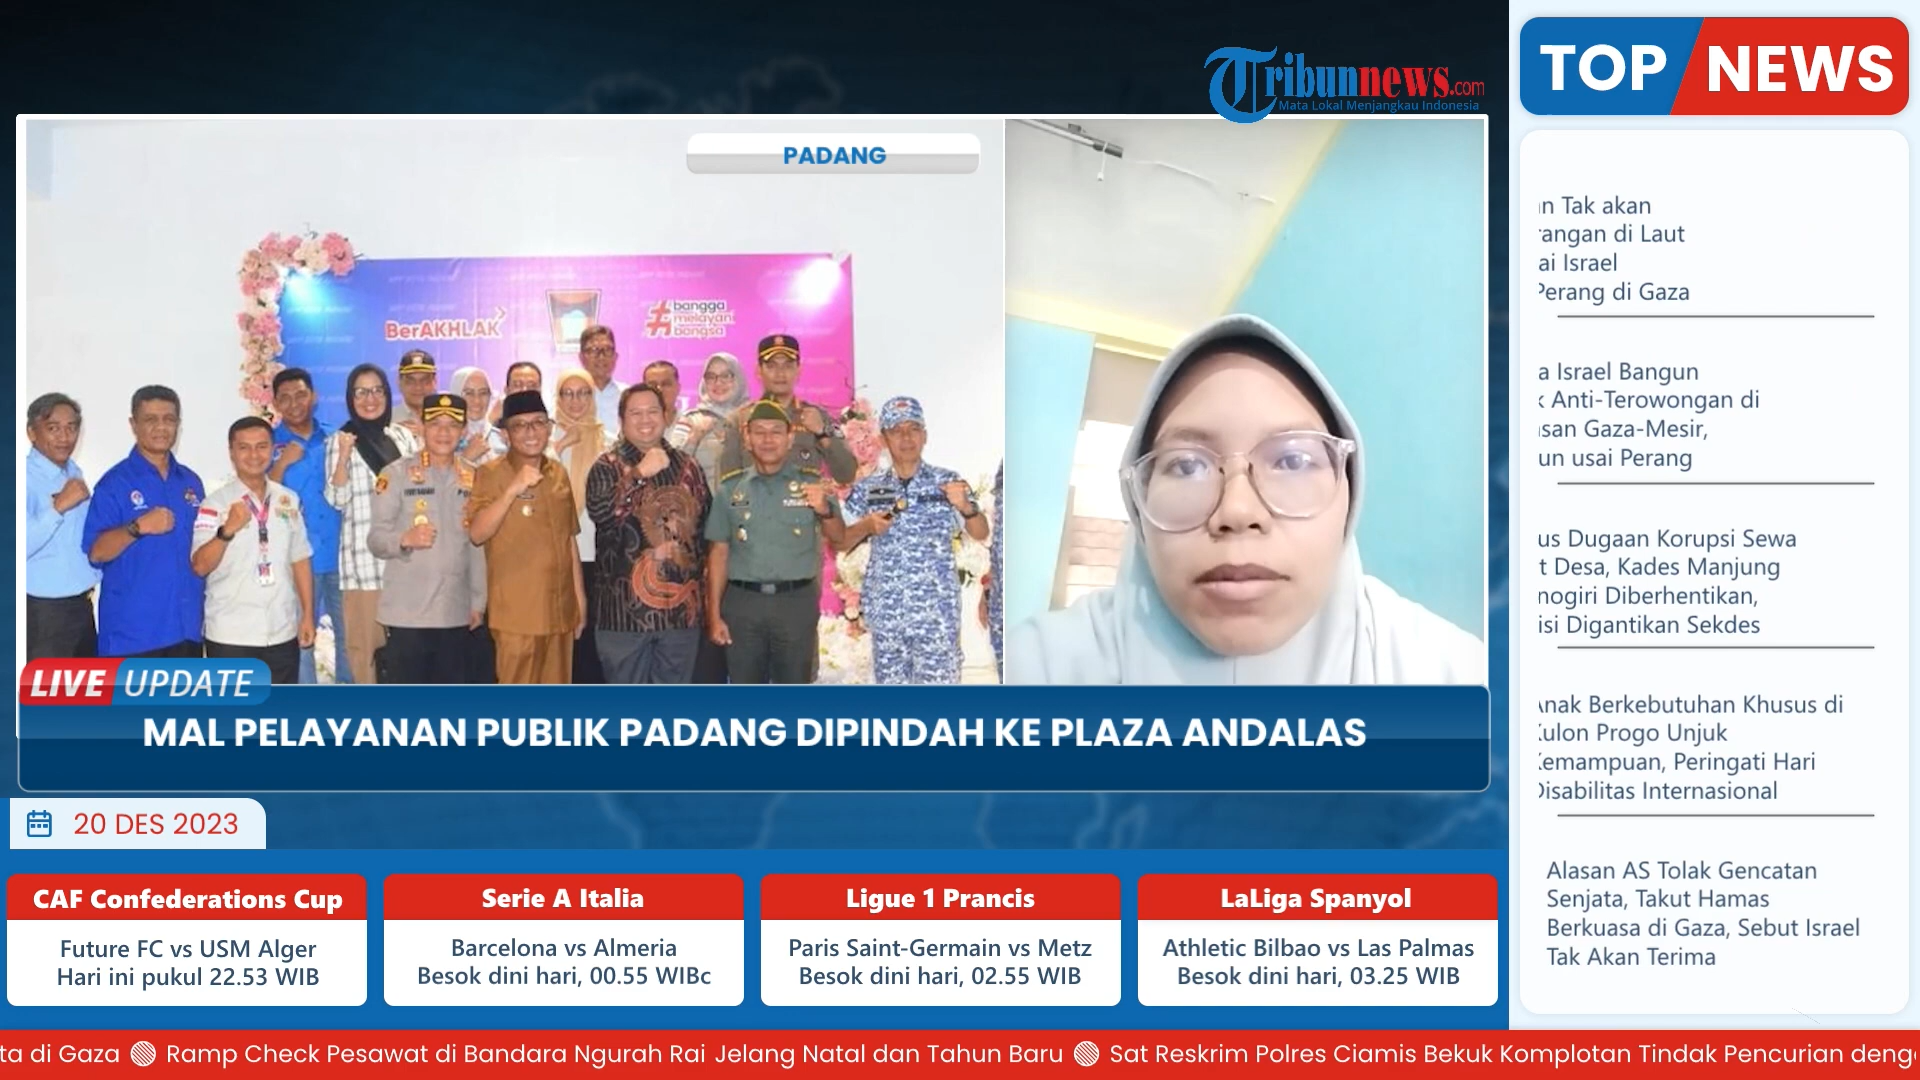 Tribunnews.com
Mata Lokal Menjangkau Indonesia
PADANG
BerAKHLAK
#bangga
melayani
bangsa
LIVE UPDATE
MAL PELAYANAN PUBLIK PADANG DIPINDAH KE PLAZA ANDALAS
20 DES 2023
CAF Confederations Cup
Future FC vs USM Alger
Hari ini pukul 22.53 WIB
Serie A Italia
Barcelona vs Almeria
Besok dini hari, 00.55 WIBc
Ligue 1 Prancis
Paris Saint-Germain vs Metz
Besok dini hari, 02.55 WIB
LaLiga Spanyol
Athletic Bilbao vs Las Palmas
Besok dini hari, 03.25 WIB
TOP NEWS
n Tak akan
rangan di Laut
ai Israel
Perang di Gaza
a Israel Bangun
k Anti-Terowongan di
asan Gaza-Mesir,
un usai Perang
us Dugaan Korupsi Sewa
t Desa, Kades Manjung
nogiri Diberhentikan,
isi Digantikan Sekdes
Anak Berkebutuhan Khusus di
Kulon Progo Unjuk
Kemampuan, Peringati Hari
Disabilitas Internasional
Alasan AS Tolak Gencatan
Senjata, Takut Hamas
Berkuasa di Gaza, Sebut Israel
Tak Akan Terima
ta di Gaza Ramp Check Pesawat di Bandara Ngurah Rai Jelang Natal dan Tahun Baru Sat Reskrim Polres Ciamis Bekuk Komplotan Tindak Pencurian deng